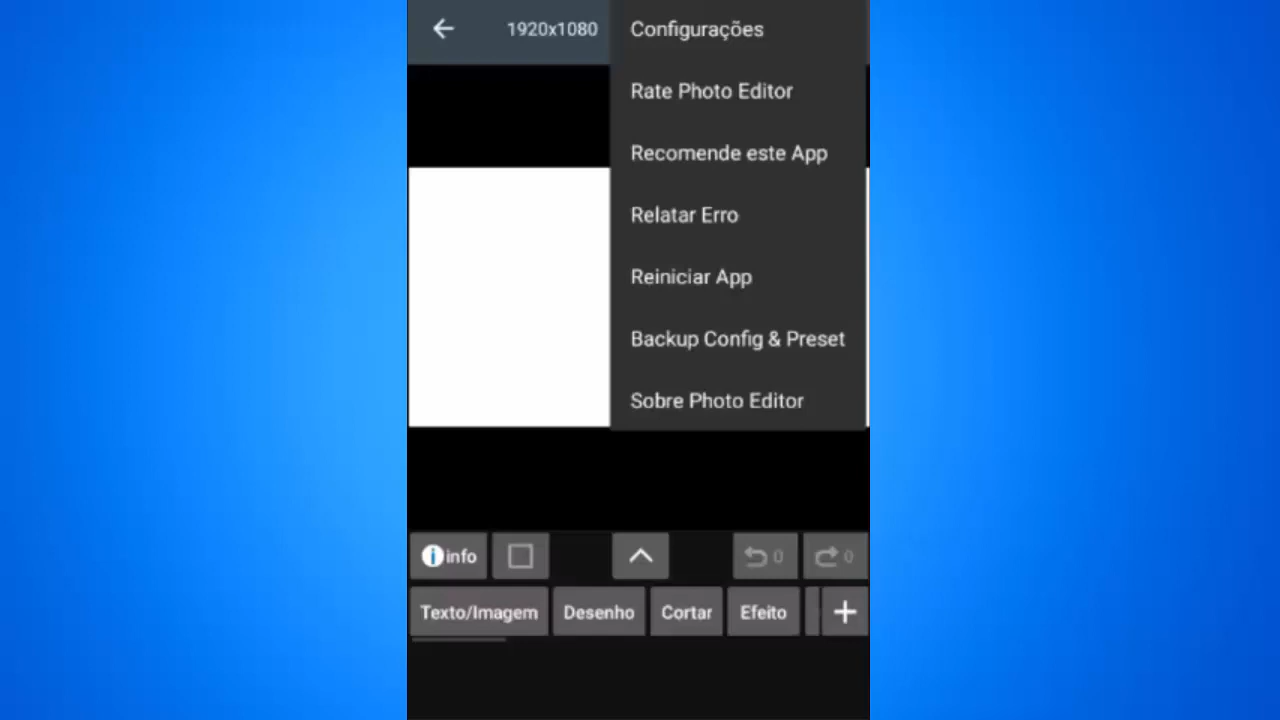 1920x1080
Configurações
Rate Photo Editor
Recomende este App
Relatar Erro
Reiniciar App
Backup Config & Preset
Sobre Photo Editor
info
0
0
Texto/Imagem
Desenho
Cortar
Efeito
+